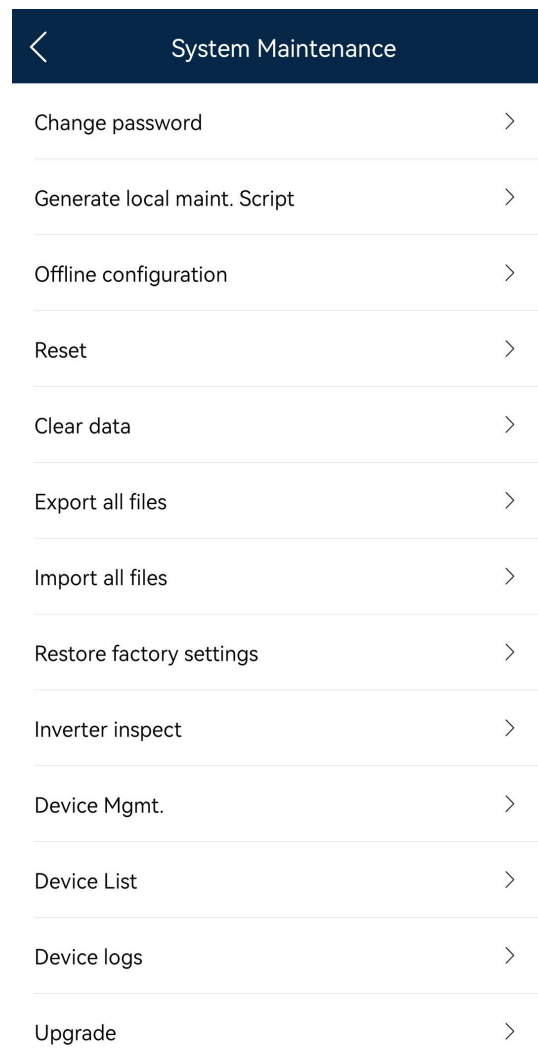 System Maintenance
Change password
Generate local maint. Script
Offline configuration
Reset
Clear data
Export all files
Import all files
Restore factory settings
Inverter inspect
Device Mgmt.
Device List
Device logs
Upgrade